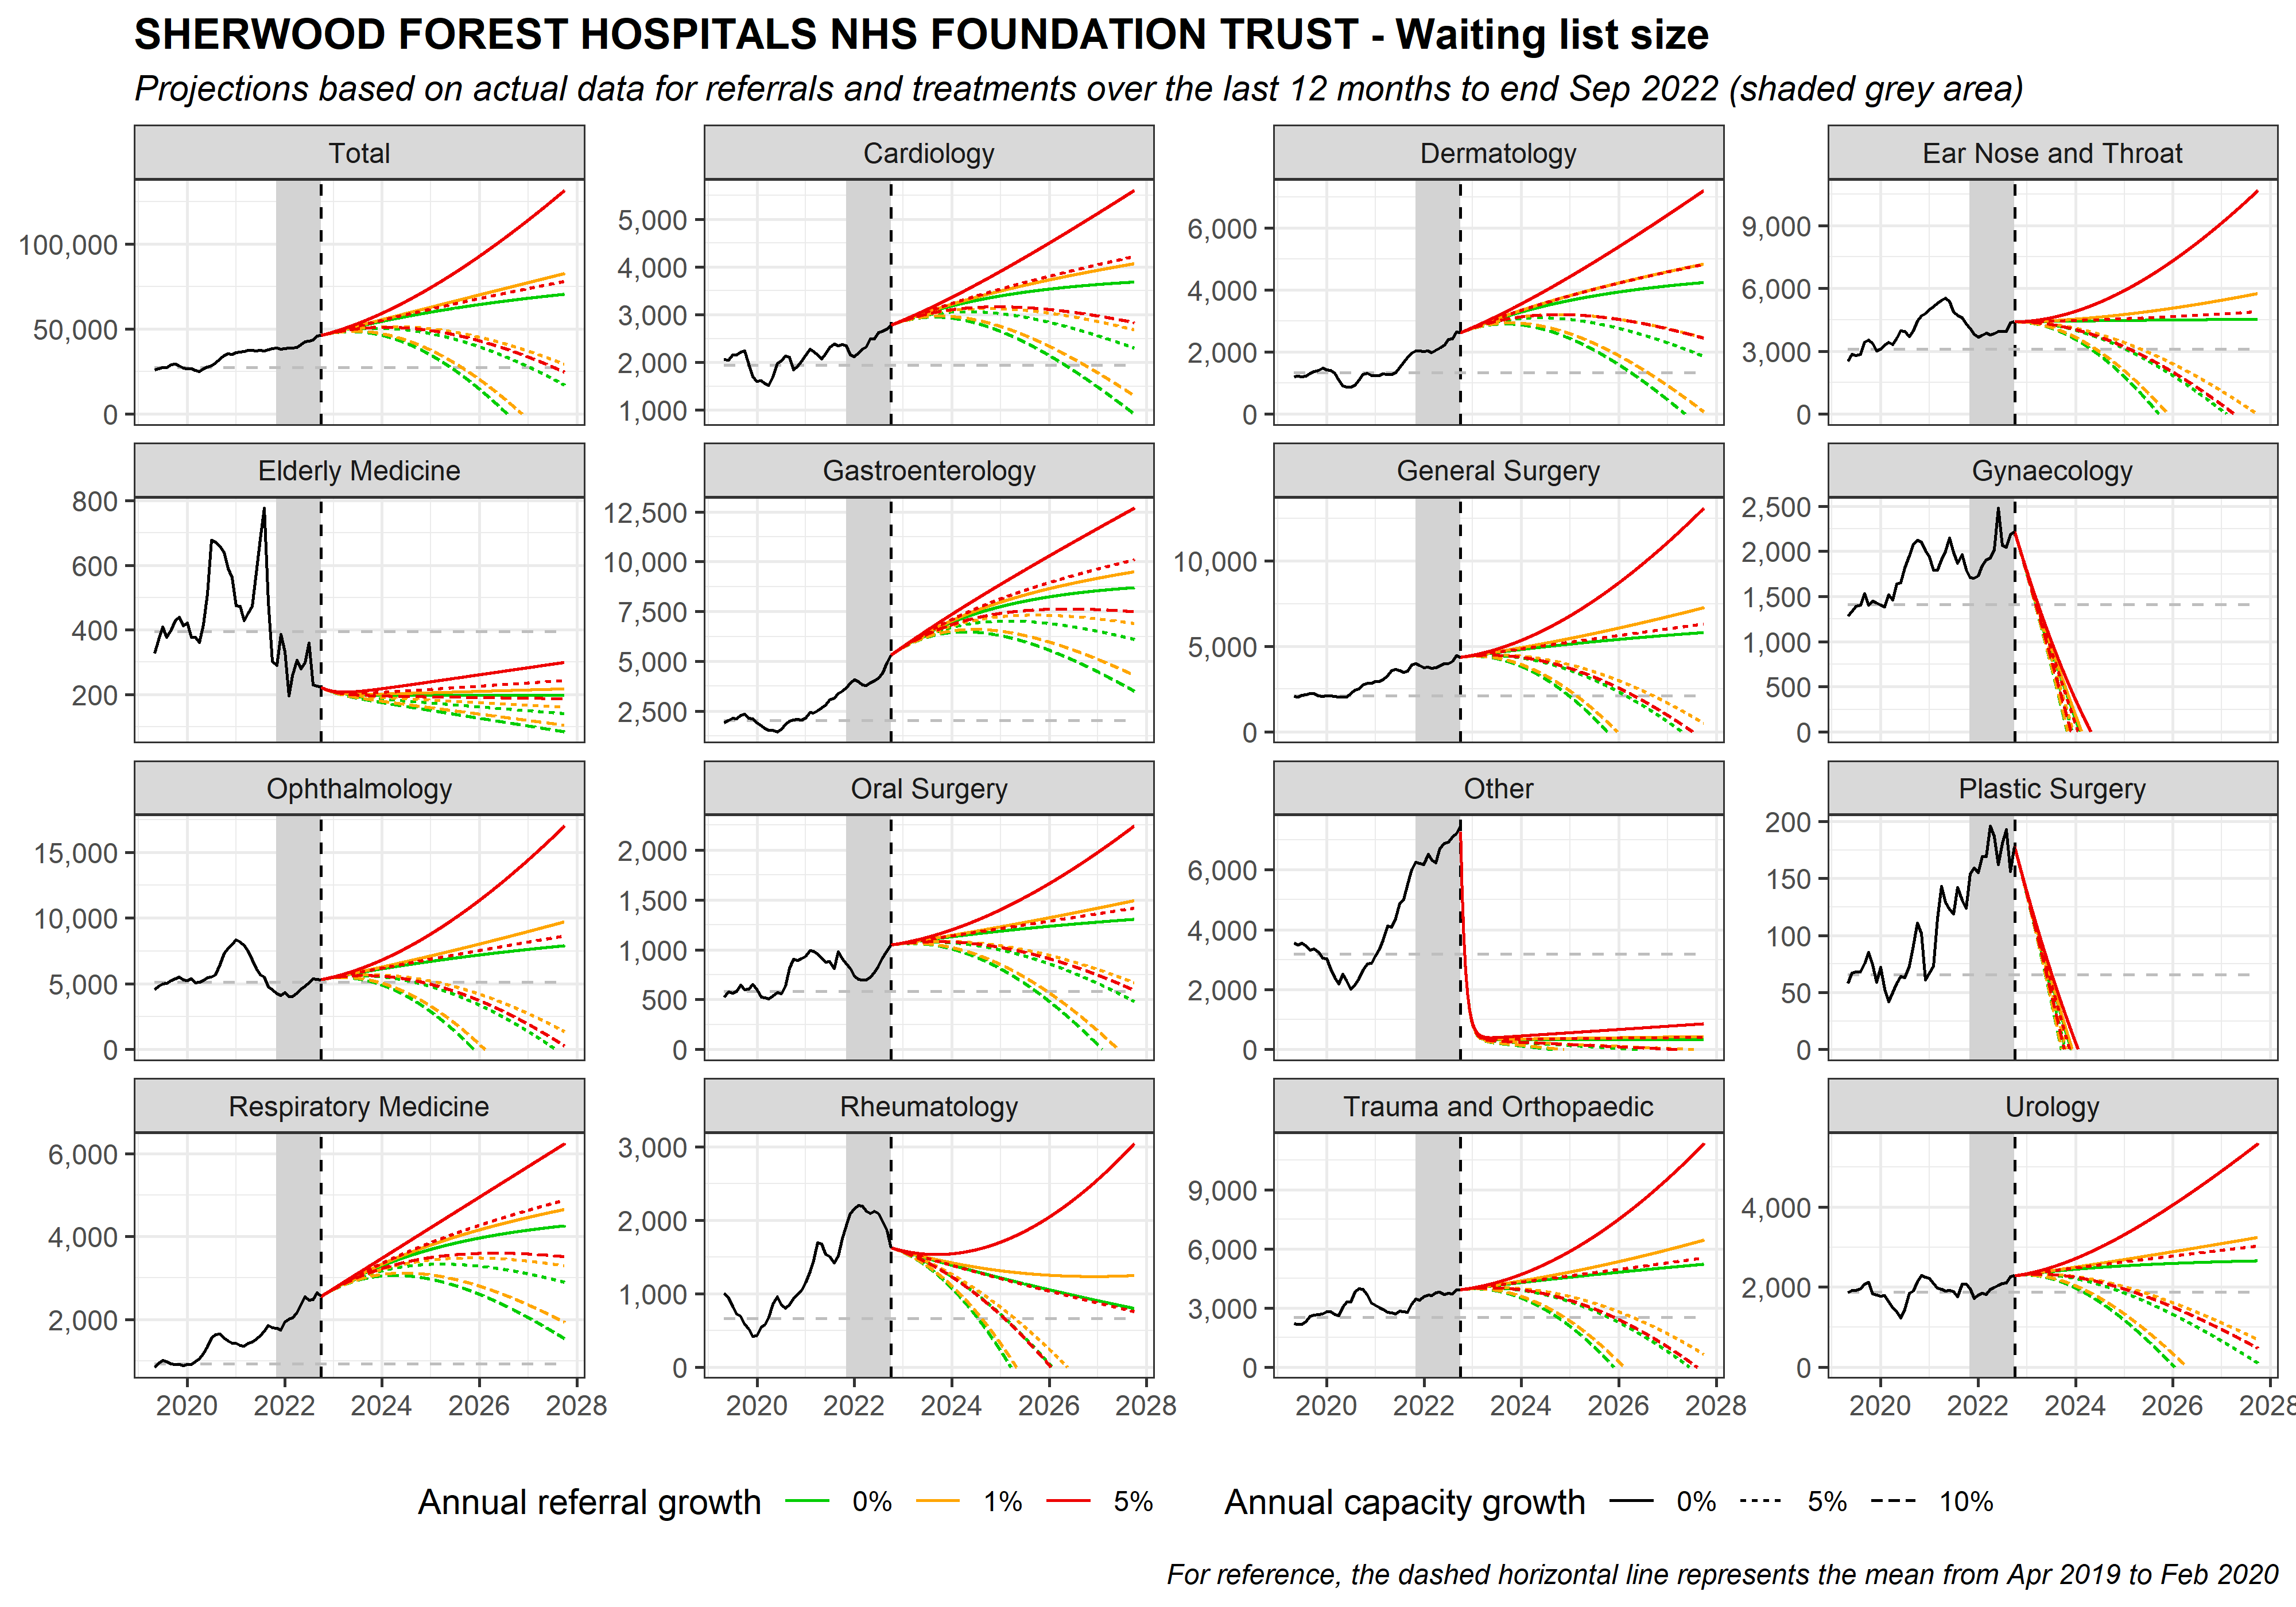 SHERWOOD FOREST HOSPITALS NHS FOUNDATION TRUST - Waiting list size
Projections based on actual data for referrals and treatments over the last 12 months to end Sep 2022 (shaded grey area)
Total
Cardiology
Dermatology
Ear Nose and Throat
100,000
50,000
0
5,000
4,000
3,000
2,000
1,000
6,000
4,000
2,000
0
9,000
6,000
3,000
0
Elderly Medicine
Gastroenterology
General Surgery
Gynaecology
800
600
400
200
12,500
10,000
7,500
5,000
2,500
10,000
5,000
0
2,500
2,000
1,500
1,000
500
0
Ophthalmology
Oral Surgery
Other
Plastic Surgery
15,000
10,000
5,000
0
2,000
1,500
1,000
500
0
6,000
4,000
2,000
0
200
150
100
50
0
Respiratory Medicine
Rheumatology
Trauma and Orthopaedic
Urology
6,000
4,000
2,000
3,000
2,000
1,000
0
9,000
6,000
3,000
0
4,000
2,000
0
2020 2022 2024 2026 2028
2020 2022 2024 2026 2028
2020 2022 2024 2026 2028
2020 2022 2024 2026 2028
Annual referral growth 0% 1% 5%
Annual capacity growth 0% 5% 10%
For reference, the dashed horizontal line represents the mean from Apr 2019 to Feb 2020